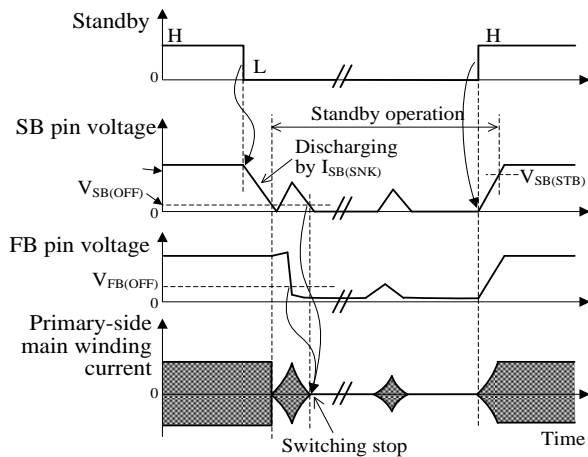 Standby
H
H
0
L
Standby operation
SB pin voltage
Discharging
by I_SB(SNK)
V_SB(STB)
V_SB(OFF)
0
FB pin voltage
V_FB(OFF)
0
Primary-side
main winding
current
0
Time
Switching stop